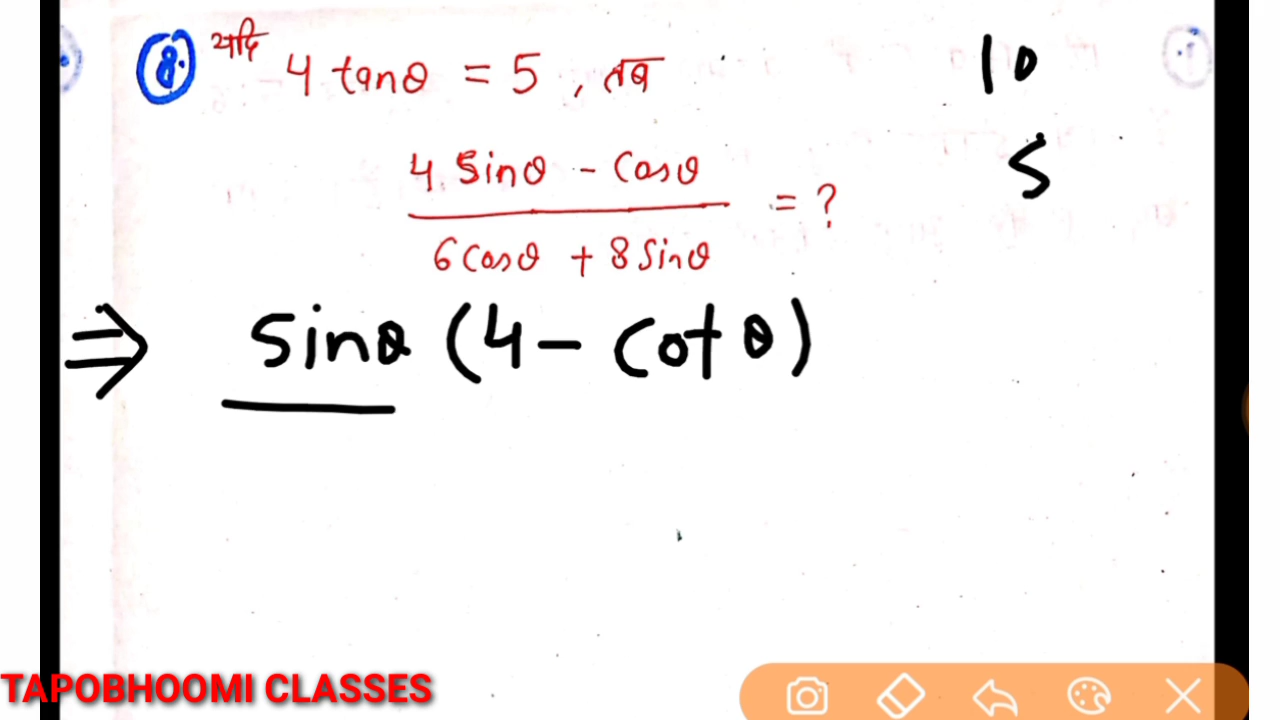 8. यदि 4 tanθ = 5, तब 10
4 Sinθ - Cosθ 5
6 Cosθ + 8 Sinθ = ?
⇒ Sinθ (4 - Cotθ)
TAPOBHOOMI CLASSES